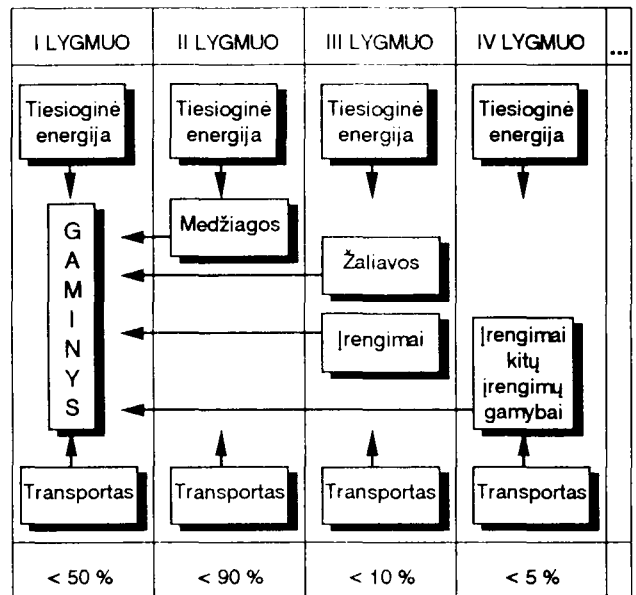 I LYGMUO
II LYGMUO
III LYGMUO
IV LYGMUO
...
Tiesioginė
energija
Tiesioginė
energija
Tiesioginė
energija
Tiesioginė
energija
GAMINYS
Medžiagos
Žaliavos
Įrengimai
Įrengimai
kitų
įrengimų
gamybai
Transportas
Transportas
Transportas
Transportas
< 50 %
< 90 %
< 10 %
< 5 %